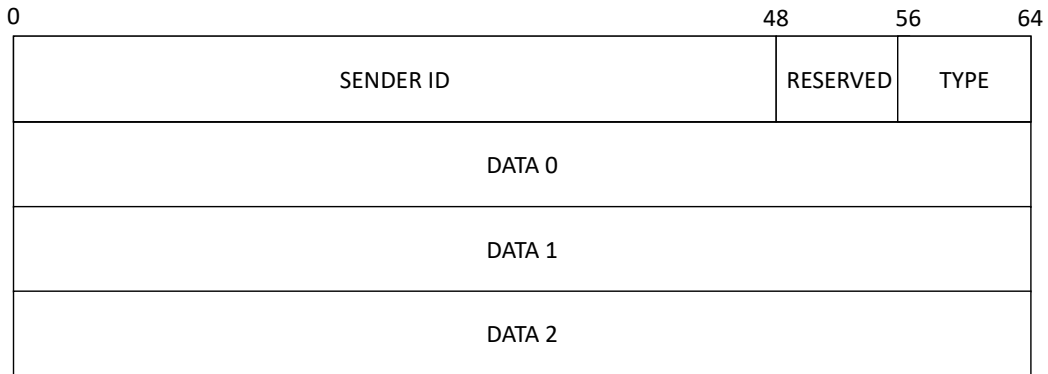 0 48 56 64
SENDER ID RESERVED TYPE
DATA 0
DATA 1
DATA 2